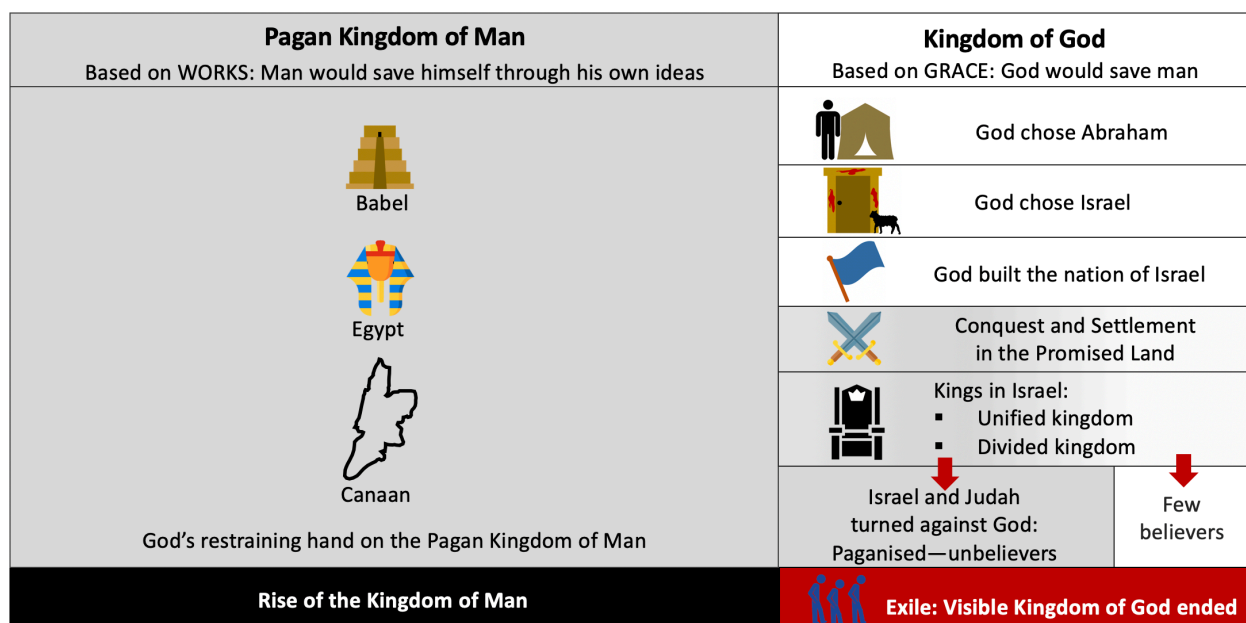 Pagan Kingdom of Man
Based on WORKS: Man would save himself through his own ideas
Babel
Egypt
Canaan
God’s restraining hand on the Pagan Kingdom of Man
Rise of the Kingdom of Man
Kingdom of God
Based on GRACE: God would save man
God chose Abraham
God chose Israel
God built the nation of Israel
Conquest and Settlement
in the Promised Land
Kings in Israel:
▪ Unified kingdom
▪ Divided kingdom
Israel and Judah
turned against God:
Paganised—unbelievers
Few
believers
Exile: Visible Kingdom of God ended